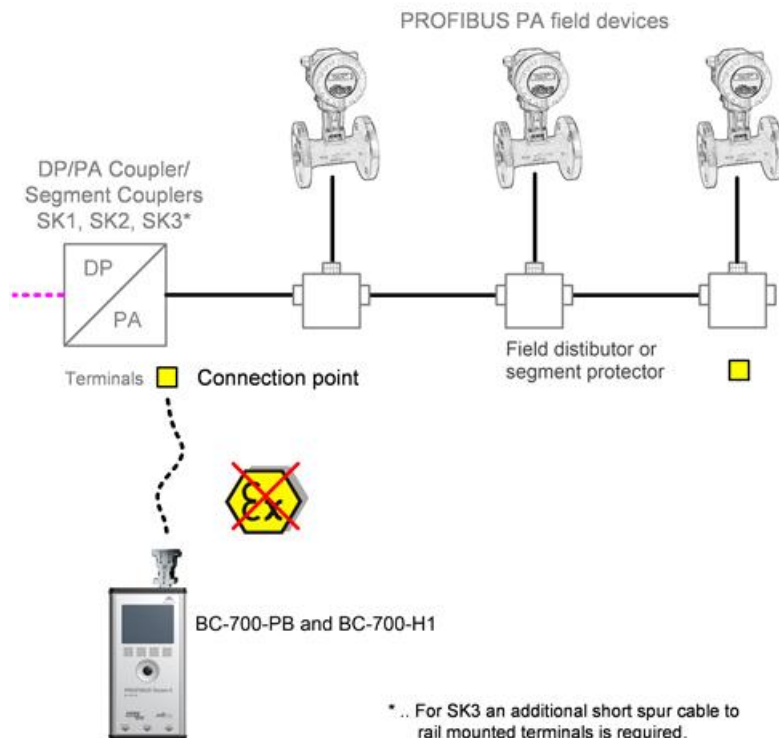 PROFIBUS PA field devices
DP/PA Coupler/
Segment Couplers
SK1, SK2, SK3*
DP
PA
Terminals
Connection point
Field distibutor or
segment protector
εx
BC-700-PB and BC-700-H1
* .. For SK3 an additional short spur cable to
rail mounted terminals is required.